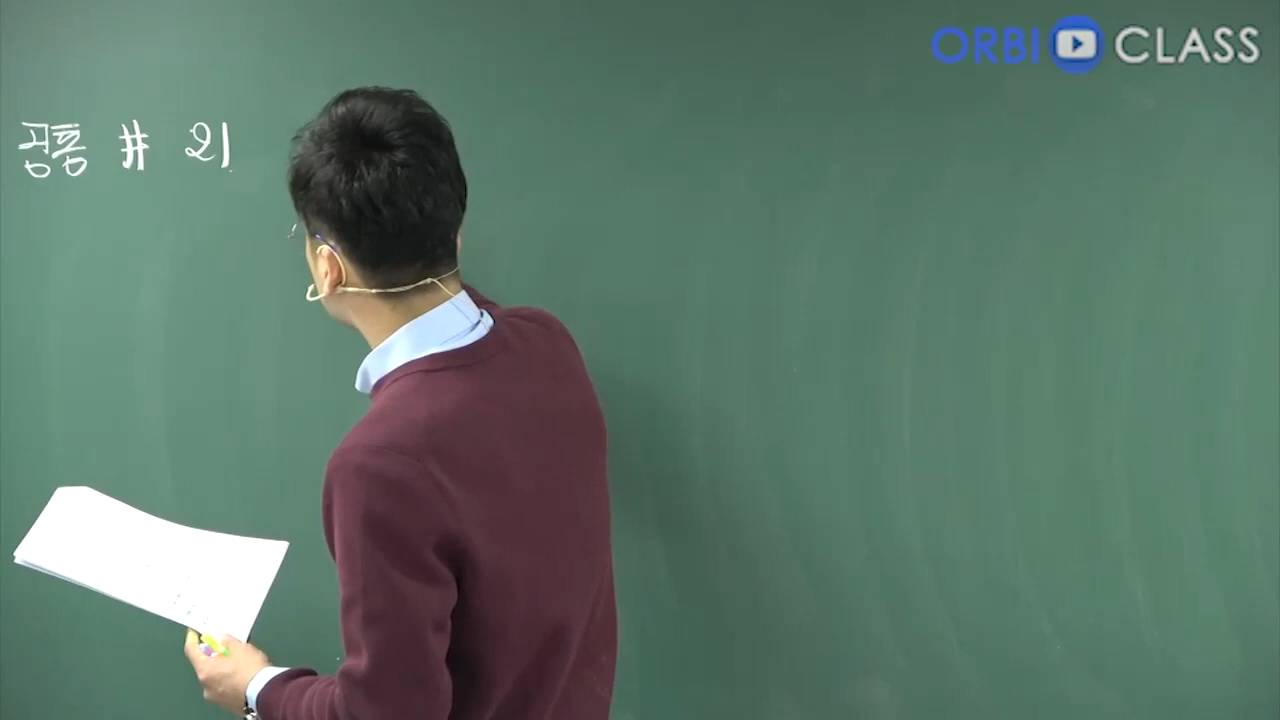 ORBI CLASS
공통 # 21